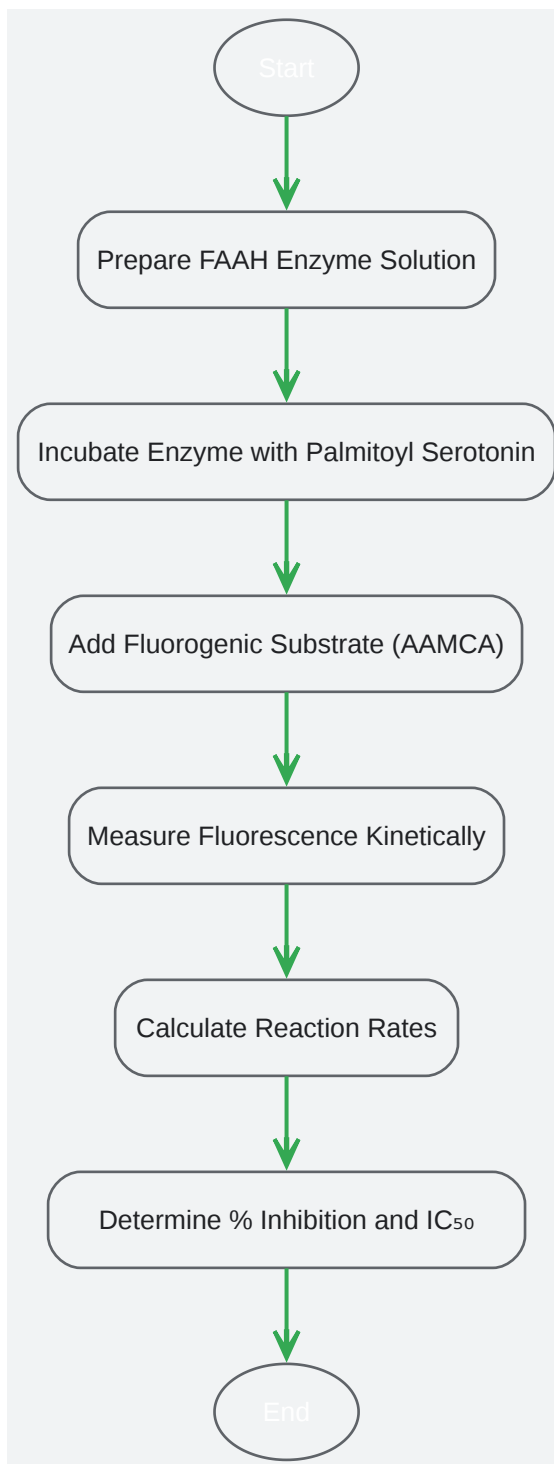 Start
Prepare FAAH Enzyme Solution
Incubate Enzyme with Palmitoyl Serotonin
Add Fluorogenic Substrate (AAMCA)
Measure Fluorescence Kinetically
Calculate Reaction Rates
Determine % Inhibition and IC₅₀
End